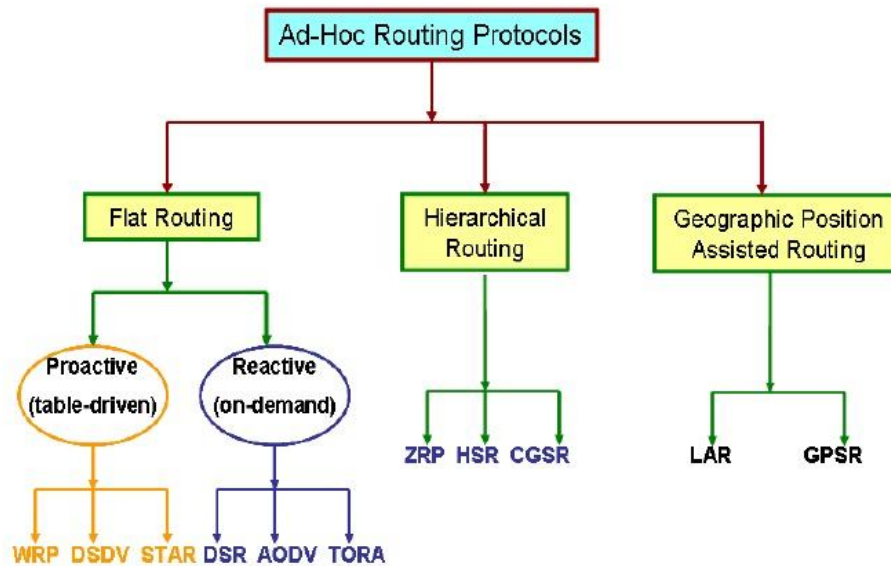 Ad-Hoc Routing Protocols
Flat Routing
Hierarchical
Routing
Geographic Position
Assisted Routing
Proactive
(table-driven)
Reactive
(on-demand)
ZRP HSR CGSR
LAR GPSR
WRP DSDV STAR DSR AODV TORA